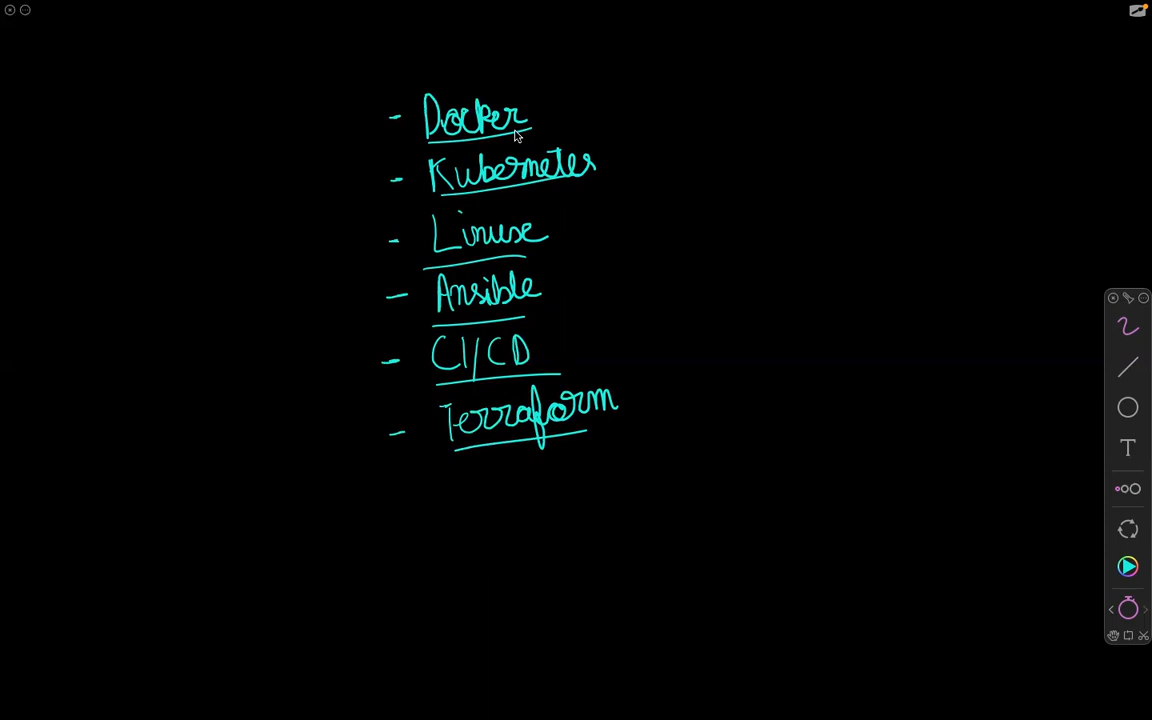 - Docker
- Kubernetes
- Linux
- Ansible
- CI/CD
- Terraform
T